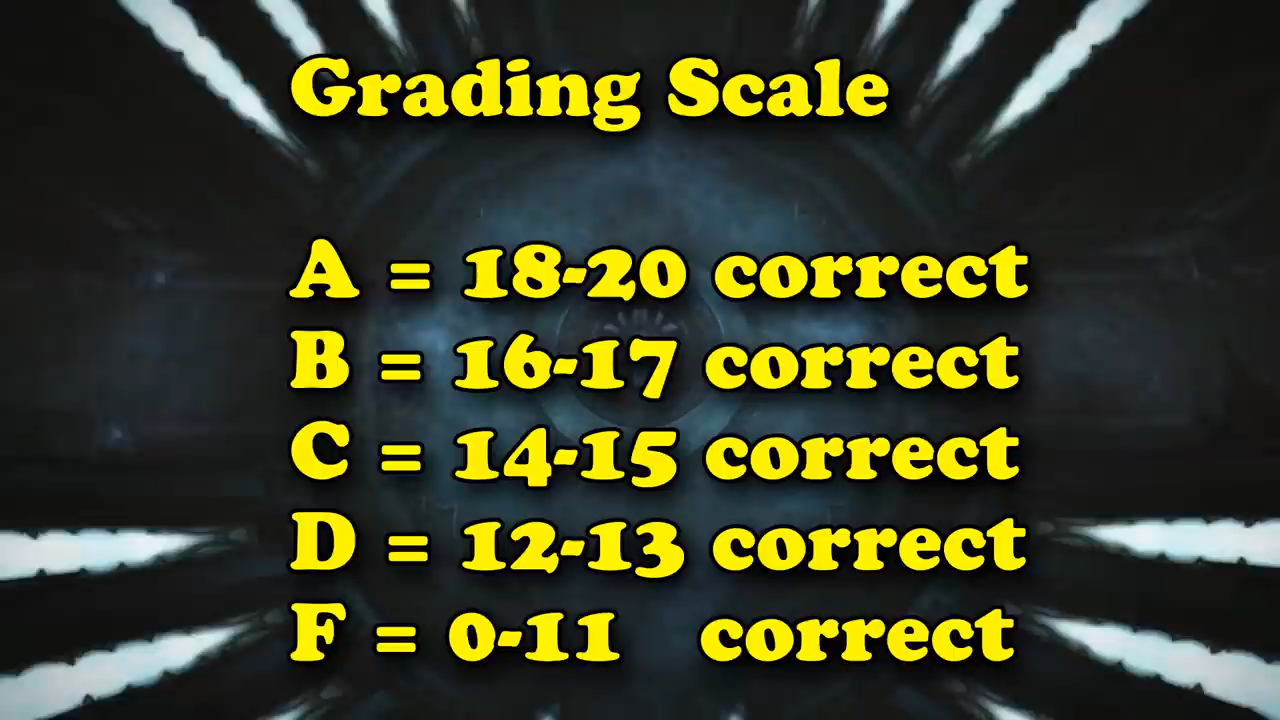 Grading Scale
A = 18-20 correct
B = 16-17 correct
C = 14-15 correct
D = 12-13 correct
F = 0-11 correct